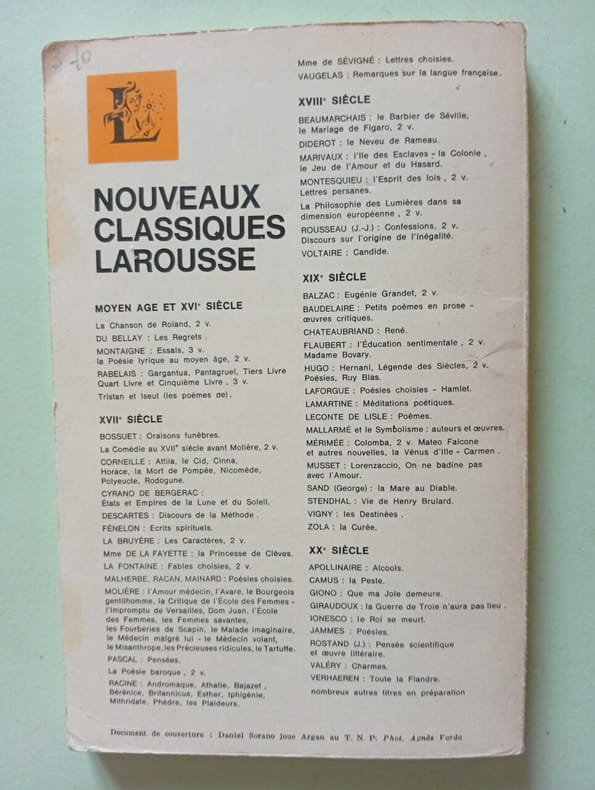 L
NOUVEAUX
CLASSIQUES
LAROUSSE
MOYEN AGE ET XVIᵉ SIÈCLE
La Chanson de Roland, 2 v.
DU BELLAY : Les Regrets .
MONTAIGNE : Essais, 3 v.
la Poésie lyrique au moyen âge, 2 v.
RABELAIS : Gargantua, Pantagruel, Tiers Livre
Quart Livre et Cinquième Livre , 3 v.
Tristan et Iseut (les poèmes de).
XVIIᵉ SIÈCLE
BOSSUET : Oraisons funèbres.
La Comédie au XVIIᵉ siècle avant Molière, 2 v.
CORNEILLE : Attila, le Cid, Cinna,
Horace, la Mort de Pompée, Nicomède,
Polyeucte, Rodogune.
CYRANO DE BERGERAC :
États et Empires de la Lune et du Soleil.
DESCARTES : Discours de la Méthode .
FÉNELON : Ecrits spirituels.
LA BRUYÈRE : Les Caractères, 2 v.
Mme DE LA FAYETTE : la Princesse de Clèves.
LA FONTAINE : Fables choisies, 2 v.
MALHERBE, RACAN, MAINARD : Poésies choisies.
MOLIÈRE : l'Amour médecin, l'Avare, le Bourgeois
gentilhomme, la Critique de l'École des Femmes -
l'Impromptu de Versailles, Dom Juan, l'École
des Femmes, les Femmes savantes,
les Fourberies de Scapin, le Malade imaginaire,
le Médecin malgré lui - le Médecin volant,
le Misanthrope, les Précieuses ridicules, le Tartuffe.
PASCAL : Pensées.
La Poésie baroque , 2 v.
RACINE : Andromaque, Athalie, Bajazet ,
Bérénice, Britannicus, Esther, Iphigénie,
Mithridate, Phèdre, les Plaideurs.
Mme de SÉVIGNÉ : Lettres choisies.
VAUGELAS : Remarques sur la langue française.
XVIIIᵉ SIÈCLE
BEAUMARCHAIS : le Barbier de Séville,
le Mariage de Figaro, 2 v.
DIDEROT : le Neveu de Rameau.
MARIVAUX : l'Ile des Esclaves - la Colonie ,
le Jeu de l'Amour et du Hasard.
MONTESQUIEU : l'Esprit des lois , 2 v.
Lettres persanes.
La Philosophie des Lumières dans sa
dimension européenne , 2 v.
ROUSSEAU (J.-J.) : Confessions, 2 v.
Discours sur l'origine de l'Inégalité.
VOLTAIRE : Candide.
XIXᵉ SIÈCLE
BALZAC : Eugénie Grandet, 2 v.
BAUDELAIRE : Petits poèmes en prose -
œuvres critiques.
CHATEAUBRIAND : René.
FLAUBERT : l'Éducation sentimentale , 2 v.
Madame Bovary.
HUGO : Hernani, Légende des Siècles, 2 v.
Poésies, Ruy Blas.
LAFORGUE : Poésies choisies - Hamlet.
LAMARTINE : Méditations poétiques.
LECONTE DE LISLE : Poèmes.
MALLARMÉ et le Symbolisme : auteurs et œuvres.
MÉRIMÉE : Colomba, 2 v. Mateo Falcone
et autres nouvelles, la Vénus d'Ille - Carmen .
MUSSET : Lorenzaccio, On ne badine pas
avec l'Amour.
SAND (George) : la Mare au Diable.
STENDHAL : Vie de Henry Brulard.
VIGNY : les Destinées .
ZOLA : la Curée.
XXᵉ SIÈCLE
APOLLINAIRE : Alcools.
CAMUS : la Peste.
GIONO : Que ma Joie demeure.
GIRAUDOUX : la Guerre de Troie n'aura pas lieu .
IONESCO : le Roi se meurt.
JAMMES : Poésies.
ROSTAND (J.) : Pensée scientifique
et œuvre littéraire.
VALÉRY : Charmes.
VERHAEREN : Toute la Flandre.
nombreux autres titres en préparation
Document de couverture : Daniel Sorano joue Argan au T. N. P. Phot. Agnès Varda